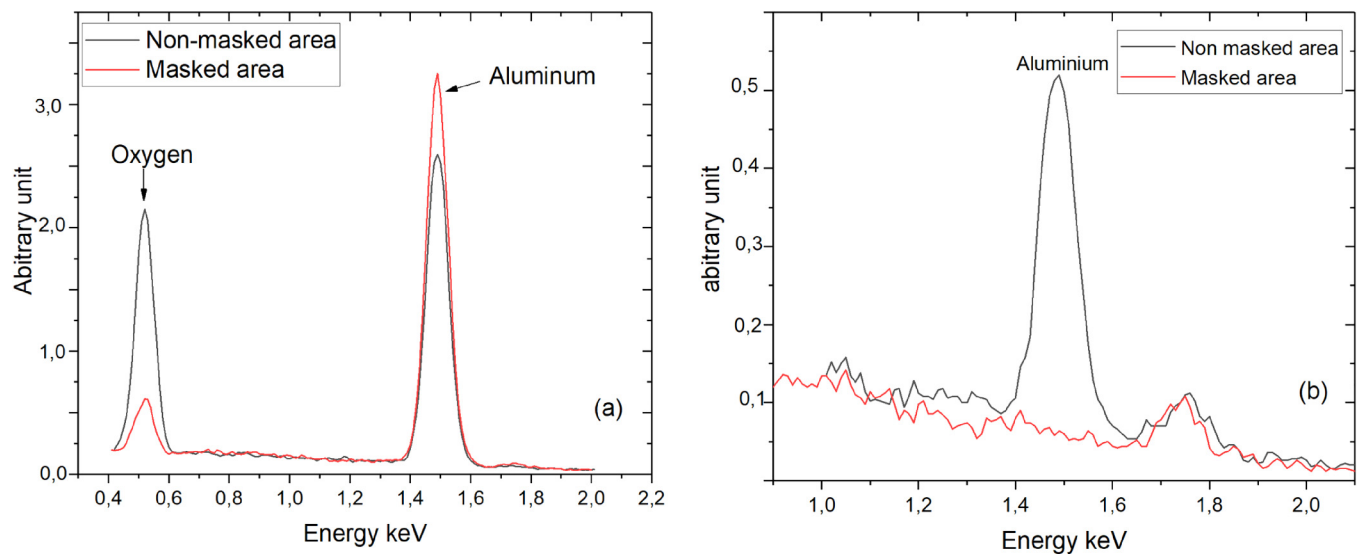 Non-masked area
Masked area
Aluminum
Oxygen
(a)
Abitrary unit
3,0
2,0
1,0
0,0
0,4 0,6 0,8 1,0 1,2 1,4 1,6 1,8 2,0 2,2
Energy keV
Non masked area
Masked area
Aluminium
(b)
abitrary unit
0,5
0,4
0,3
0,2
0,1
1,0 1,2 1,4 1,6 1,8 2,0
Energy keV